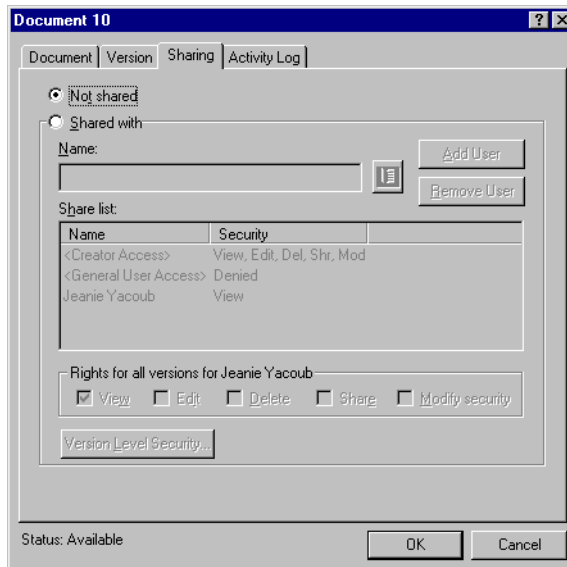 Document 10
Document Version Sharing Activity Log
Not shared
Shared with
Name:
Add User
Remove User
Share list:
Name Security
<Creator Access> View, Edit, Del, Shr, Mod
<General User Access> Denied
Jeanie Yacoub View
Rights for all versions for Jeanie Yacoub
View Edit Delete Share Modify security
Version Level Security...
Status: Available
OK Cancel